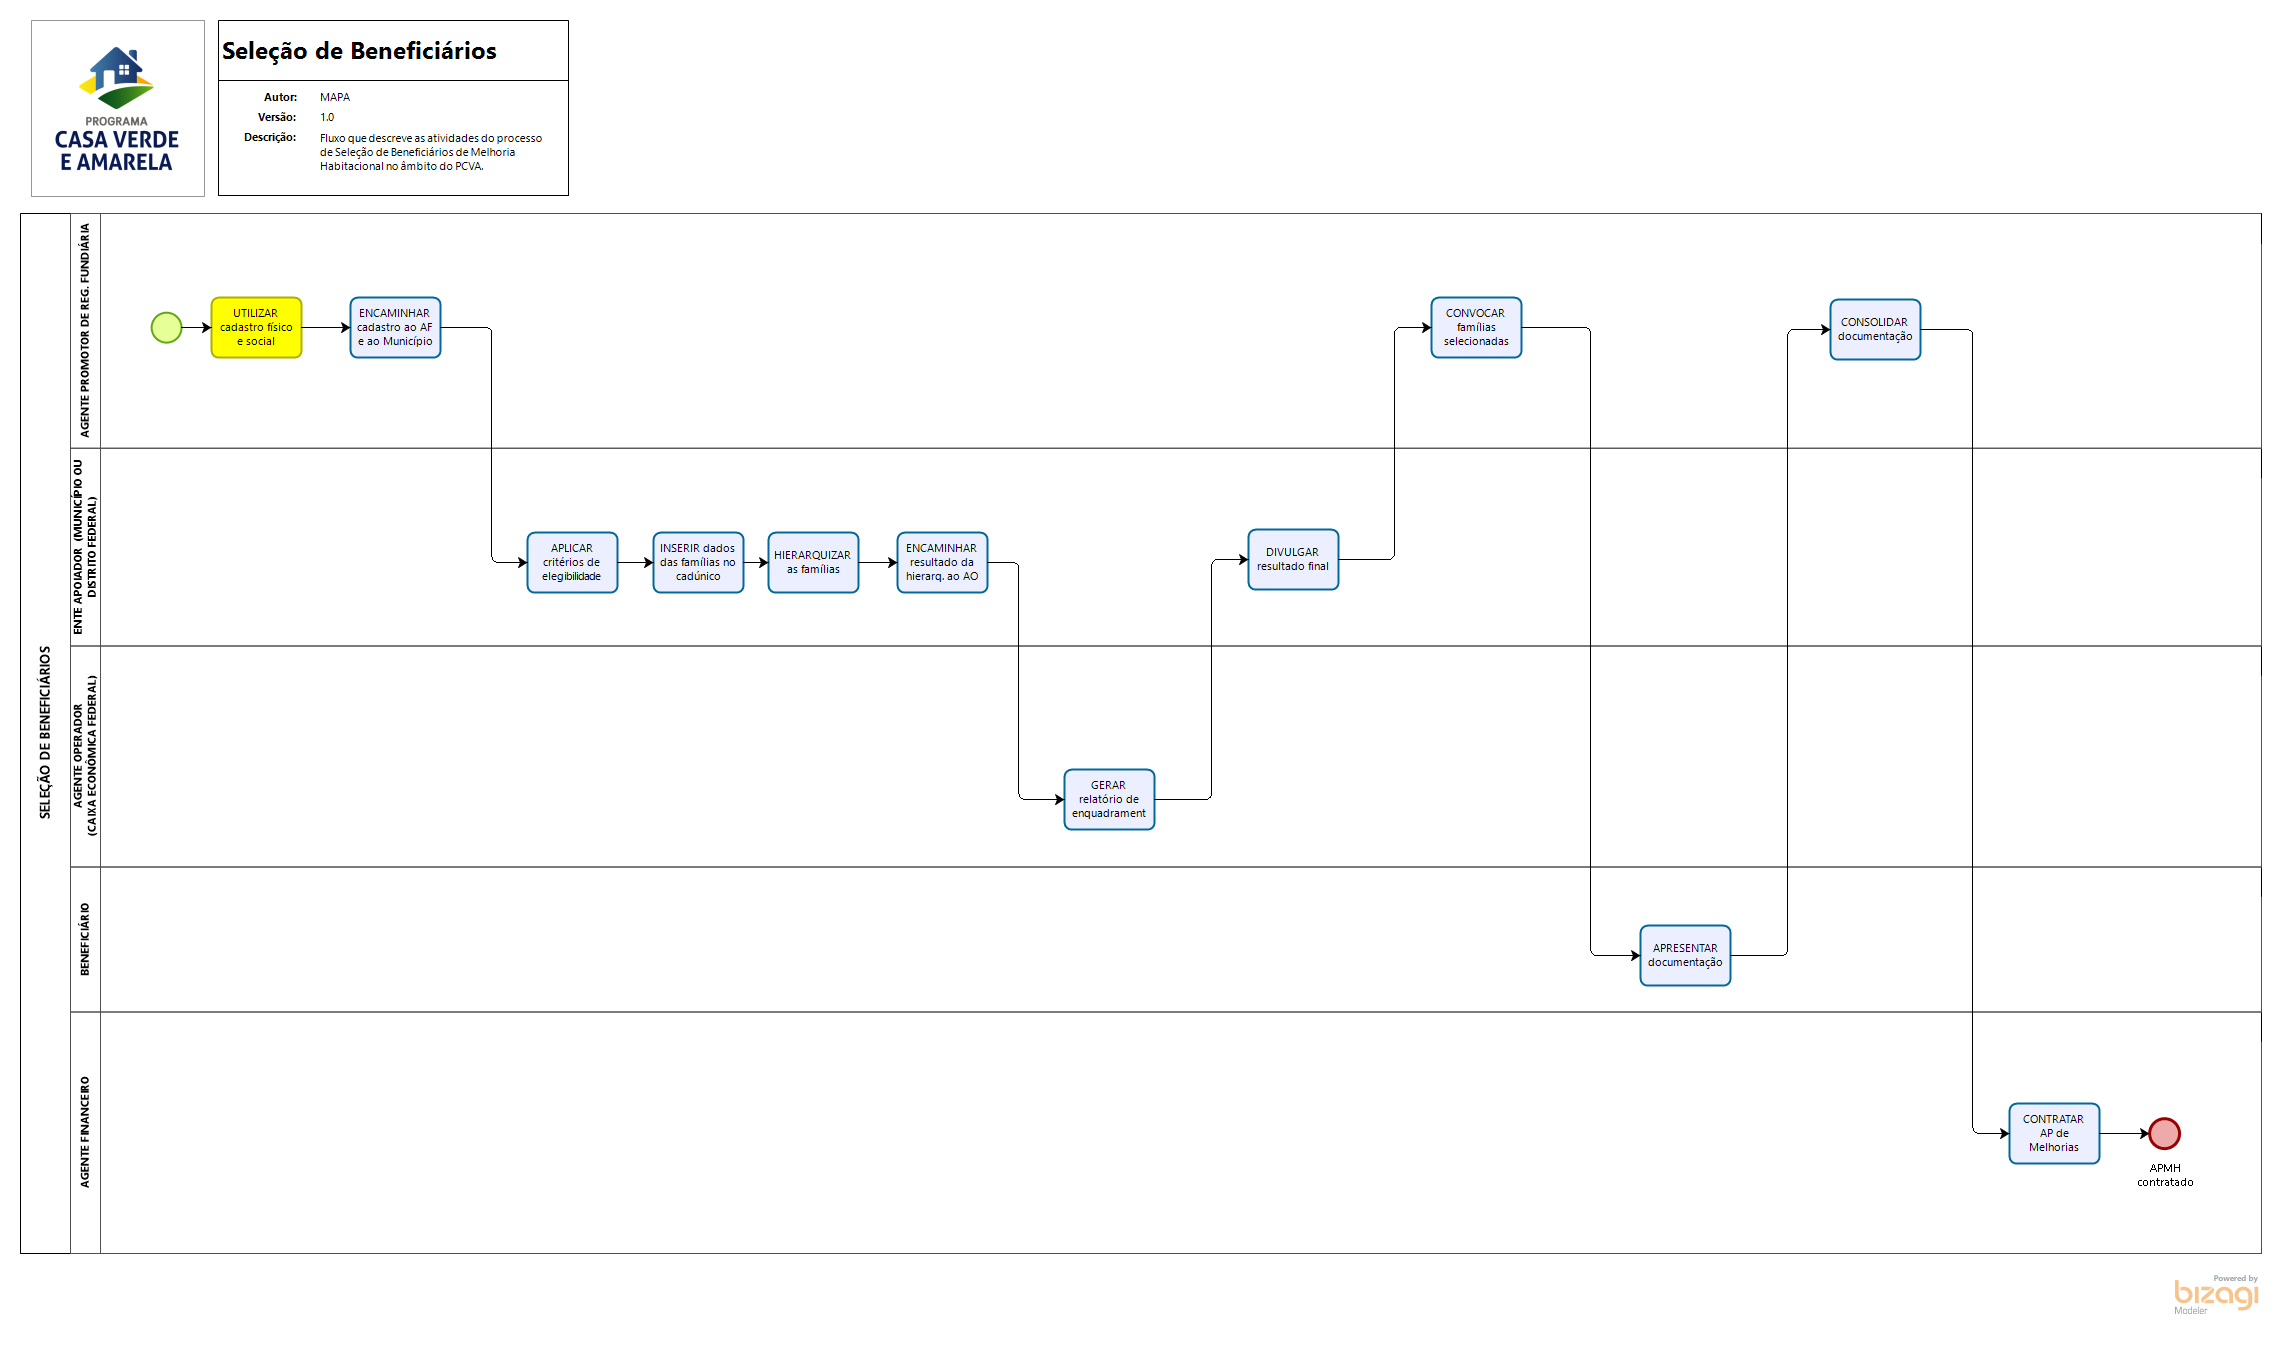 PROGRAMA
CASA VERDE
E AMARELA
Seleção de Beneficiários
Autor: MAPA
Versão: 1.0
Descrição: Fluxo que descreve as atividades do processo
de Seleção de Beneficiários de Melhoria
Habitacional no âmbito do PCVA.
SELEÇÃO DE BENEFICIÁRIOS
AGENTE PROMOTOR DE REG. FUNDIÁRIA
UTILIZAR
cadastro físico
e social
ENCAMINHAR
cadastro ao AF
e ao Município
CONVOCAR
famílias
selecionadas
CONSOLIDAR
documentação
ENTE APOIADOR (MUNICÍPIO OU
DISTRITO FEDERAL)
APLICAR
critérios de
elegibilidade
INSERIR dados
das famílias no
cadúnico
HIERARQUIZAR
as famílias
ENCAMINHAR
resultado da
hierarq. ao AO
DIVULGAR
resultado final
AGENTE OPERADOR
(CAIXA ECONÔMICA FEDERAL)
GERAR
relatório de
enquadrament
BENEFICIÁRIO
APRESENTAR
documentação
AGENTE FINANCEIRO
CONTRATAR
AP de
Melhorias
APMH
contratado
Powered by
bizagi
Modeler